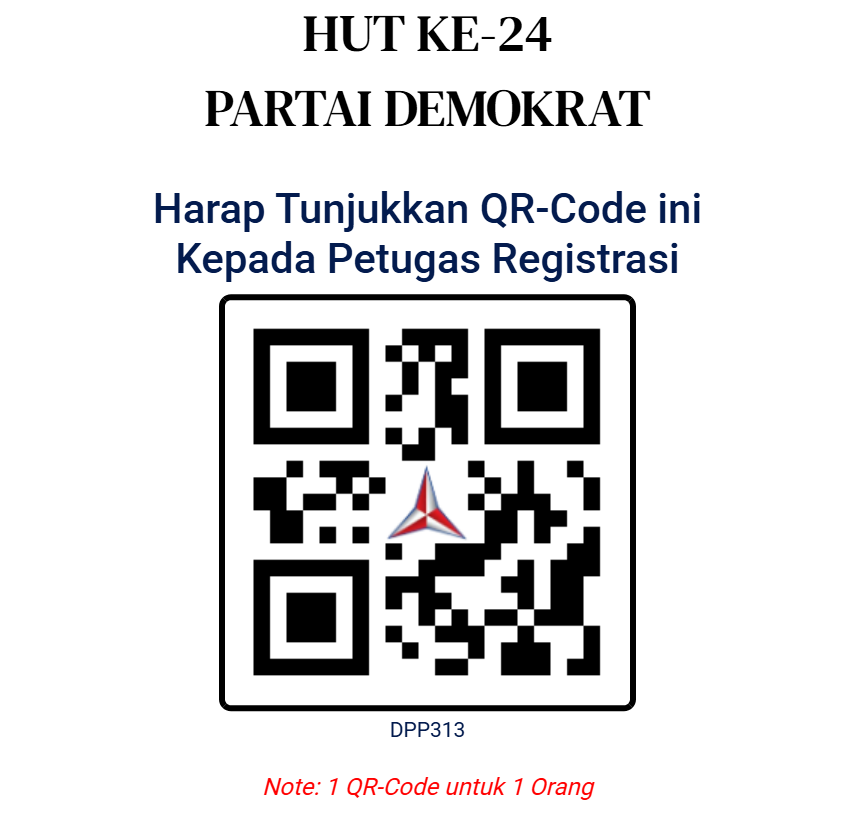 HUT KE-24
PARTAI DEMOKRAT
Harap Tunjukkan QR-Code ini
Kepada Petugas Registrasi
DPP313
Note: 1 QR-Code untuk 1 Orang